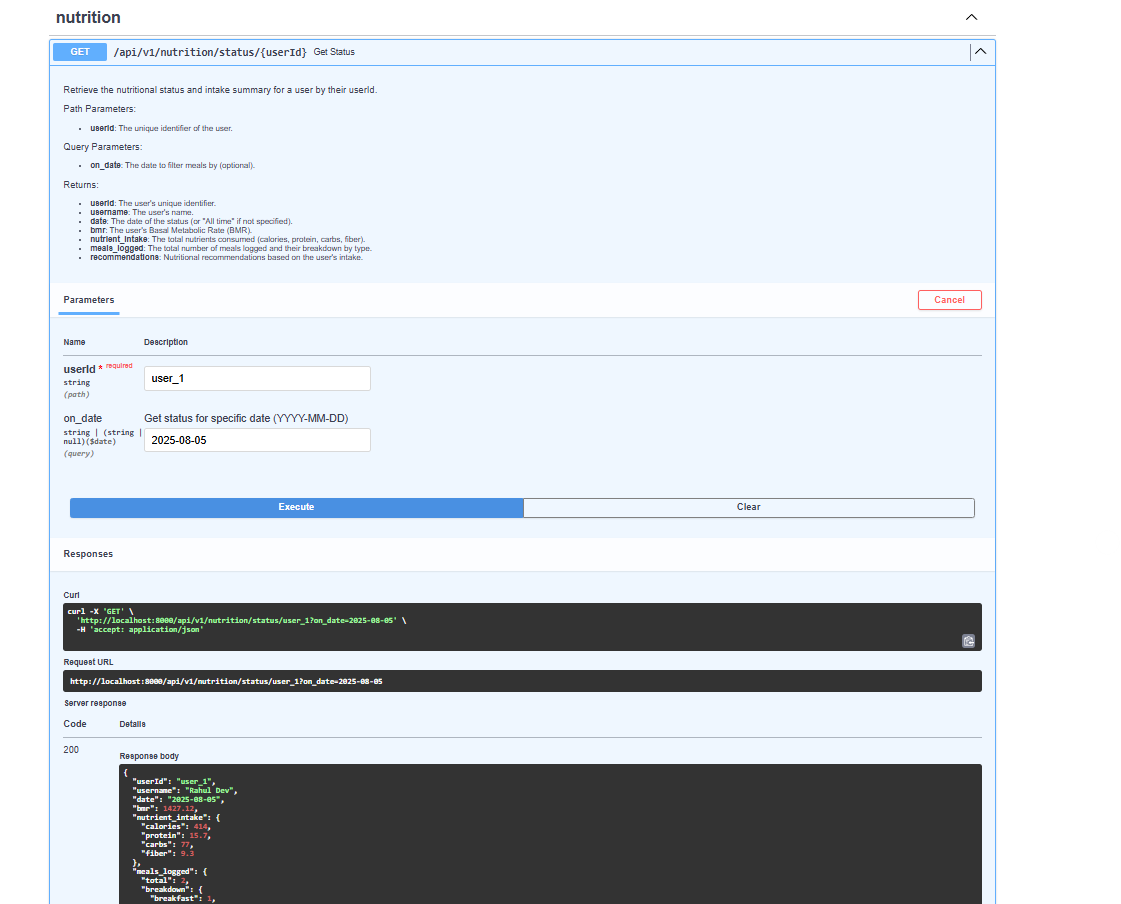 nutrition
GET /api/v1/nutrition/status/{userId} Get Status
Retrieve the nutritional status and intake summary for a user by their userId.
Path Parameters:
• userId: The unique identifier of the user.
Query Parameters:
• on_date: The date to filter meals by (optional).
Returns:
• userId: The user's unique identifier.
• username: The user's name.
• date: The date of the status (or "All time" if not specified).
• bmr: The user's Basal Metabolic Rate (BMR).
• nutrient_intake: The total nutrients consumed (calories, protein, carbs, fiber).
• meals_logged: The total number of meals logged and their breakdown by type.
• recommendations: Nutritional recommendations based on the user's intake.
Parameters Cancel
Name Description
userId * required
string
(path)
user_1
on_date
string | (string |
null)($date)
(query)
Get status for specific date (YYYY-MM-DD)
2025-08-05
Execute Clear
Responses
Curl
curl -X 'GET' \
'http://localhost:8000/api/v1/nutrition/status/user_1?on_date=2025-08-05' \
-H 'accept: application/json'
Request URL
http://localhost:8000/api/v1/nutrition/status/user_1?on_date=2025-08-05
Server response
Code Details
200
Response body
{
"userId": "user_1",
"username": "Rahul Dev",
"date": "2025-08-05",
"bmr": 1427.12,
"nutrient_intake": {
"calories": 414,
"protein": 15.7,
"carbs": 77,
"fiber": 9.3
},
"meals_logged": {
"total": 2,
"breakdown": {
"breakfast": 1,